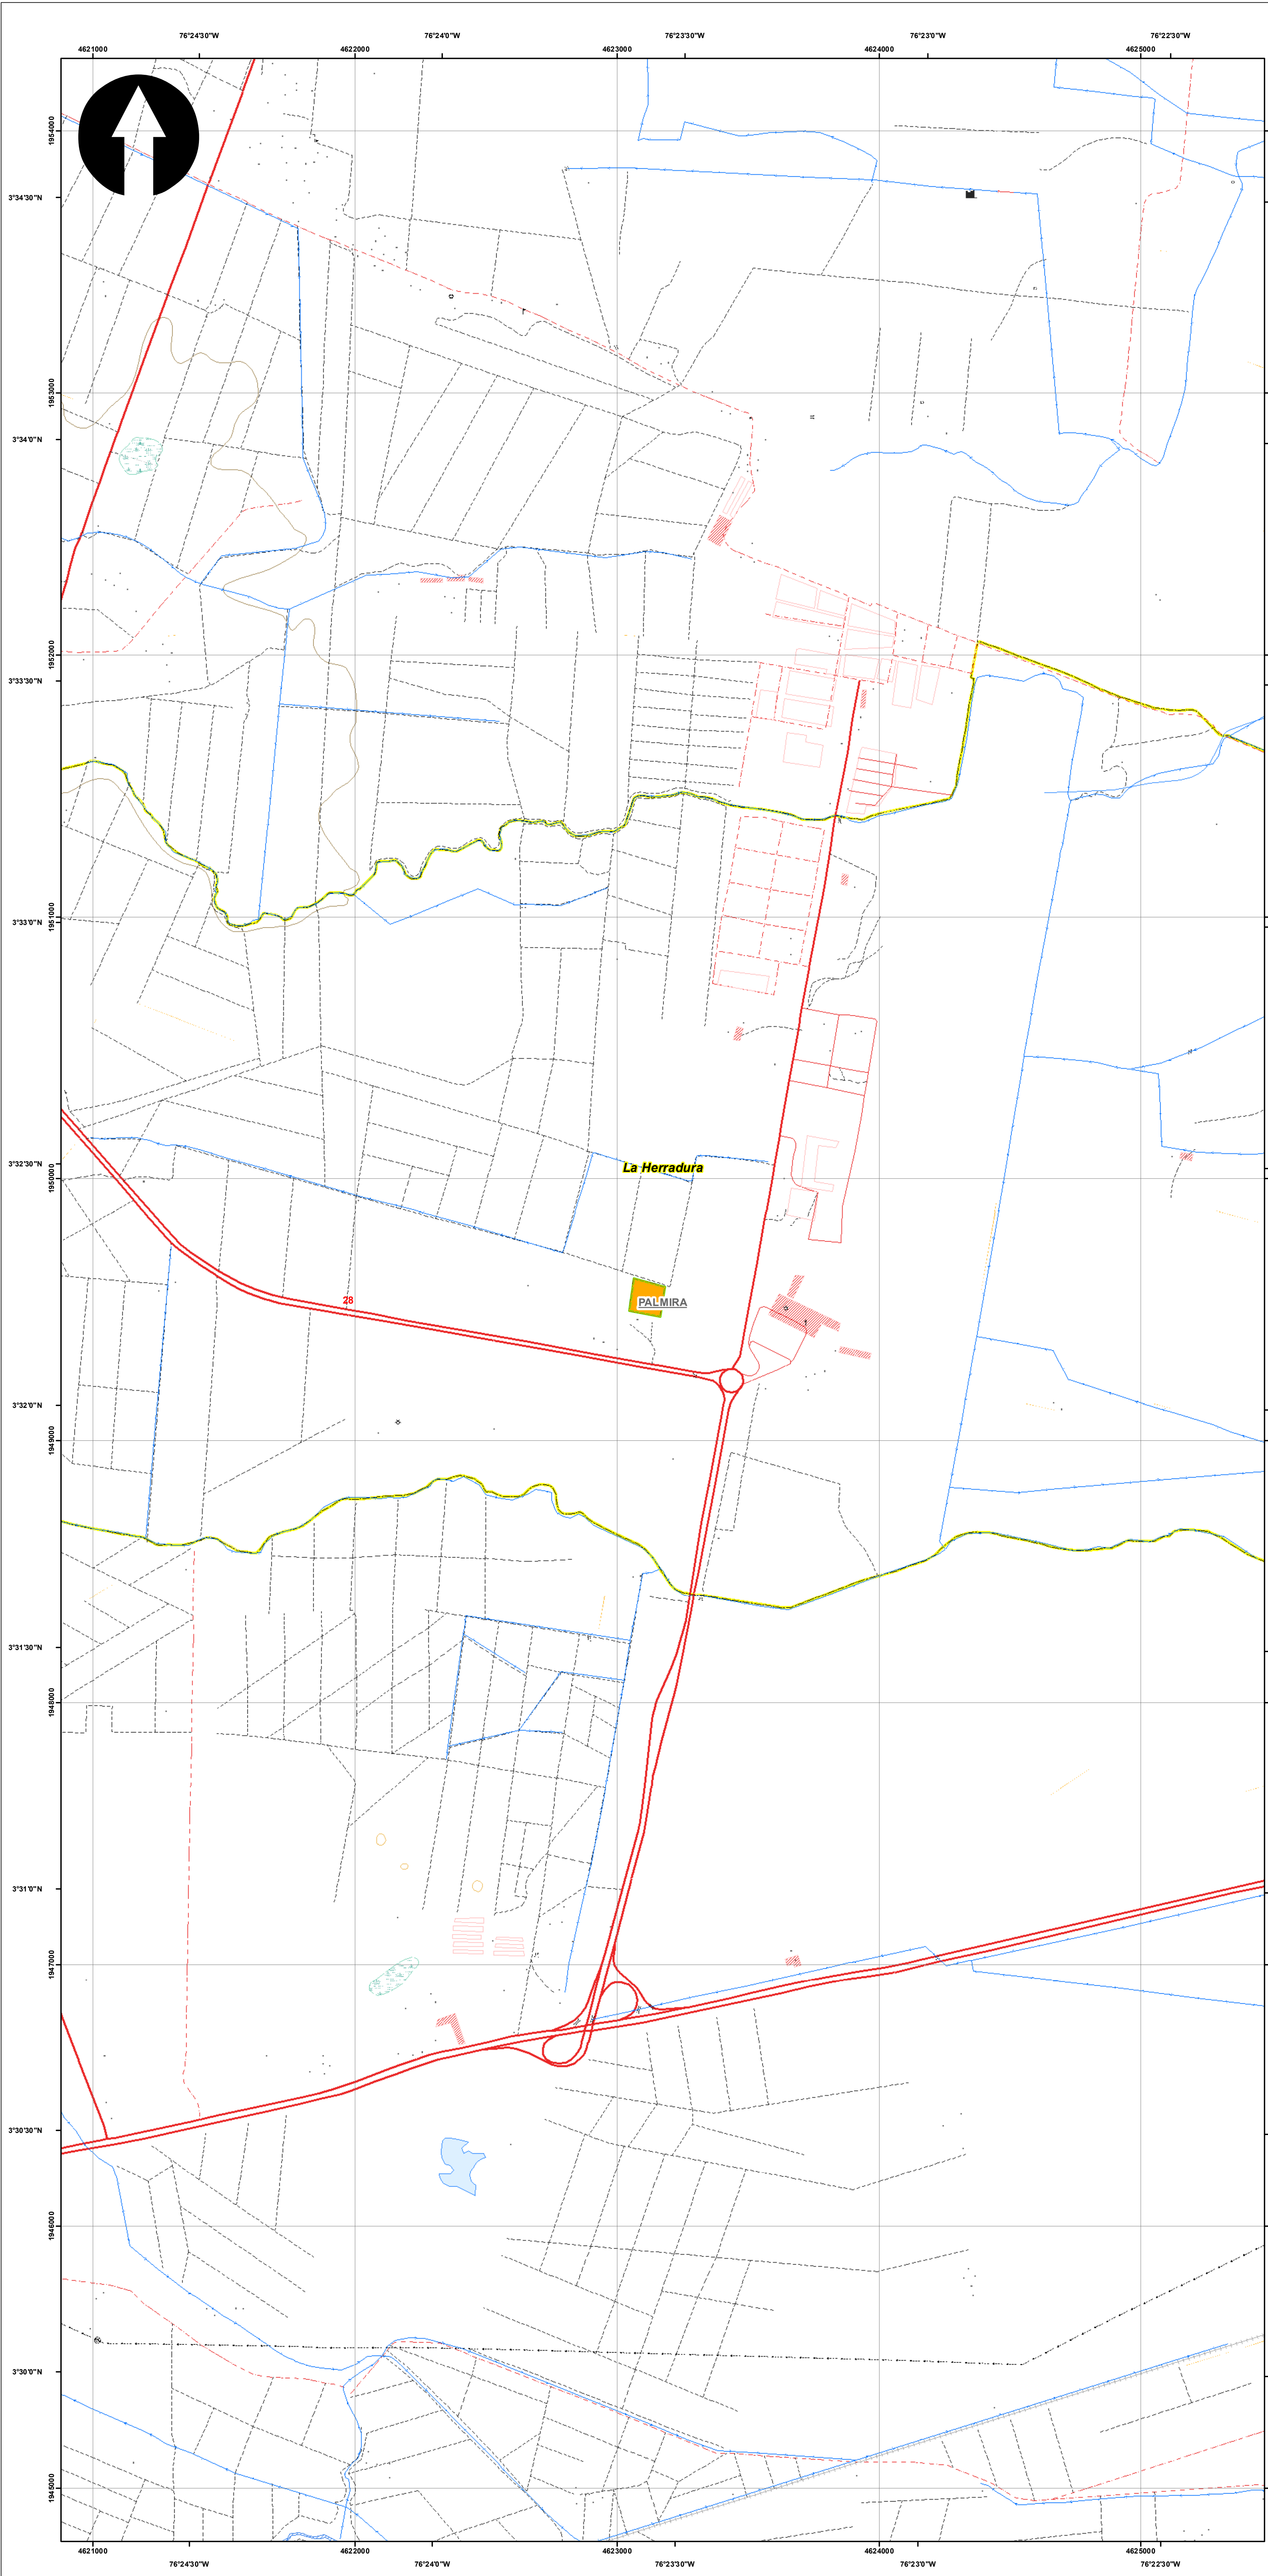 76°24'30"W 76°24'0"W 76°23'30"W 76°23'0"W 76°22'30"W
4621000 4622000 4623000 4624000 4625000
1954000
3°34'30"N
1953000
3°34'0"N
1952000
3°33'30"N
1951000
3°33'0"N
3°32'30"N
La Herradura
1950000
28
PALMIRA
3°32'0"N
1949000
3°31'30"N
1948000
3°31'0"N
1947000
3°30'30"N
1946000
3°30'0"N
1945000
4621000 4622000 4623000 4624000 4625000
76°24'30"W 76°24'0"W 76°23'30"W 76°23'0"W 76°22'30"W